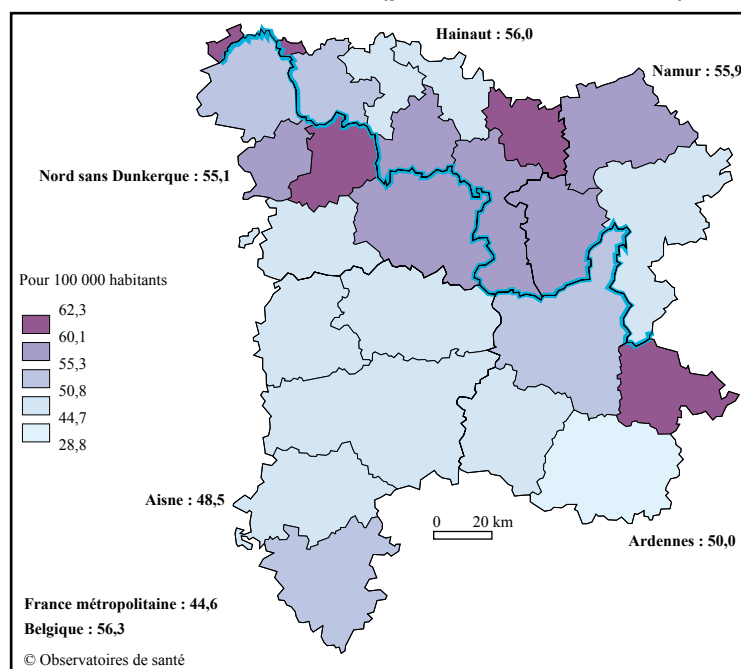 Hainaut : 56,0
Namur : 55,9
Nord sans Dunkerque : 55,1
Pour 100 000 habitants
62,3
60,1
55,3
50,8
44,7
28,8
Aisne : 48,5
0 20 km
Ardennes : 50,0
France métropolitaine : 44,6
Belgique : 56,3
© Observatoires de santé